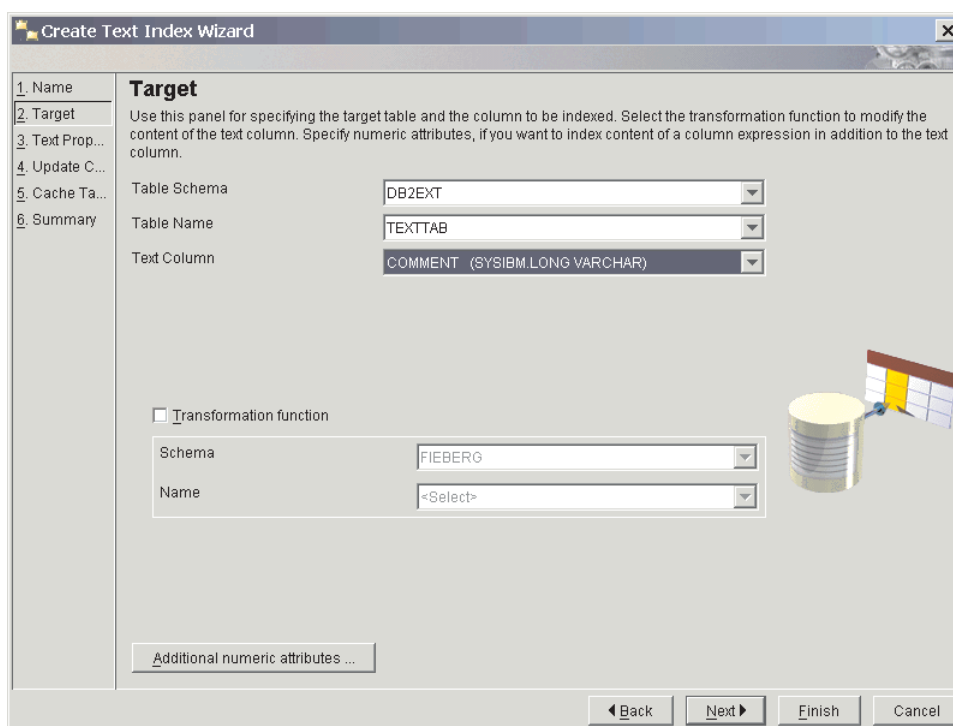 Create Text Index Wizard
1. Name
2. Target
3. Text Prop...
4. Update C...
5. Cache Ta...
6. Summary
Target
Use this panel for specifying the target table and the column to be indexed. Select the transformation function to modify the
content of the text column. Specify numeric attributes, if you want to index content of a column expression in addition to the text
column.
Table Schema
DB2EXT
Table Name
TEXTTAB
Text Column
COMMENT (SYSIBM.LONG VARCHAR)
Transformation function
Schema
FIEBERG
Name
<Select>
Additional numeric attributes ...
Back
Next
Finish
Cancel